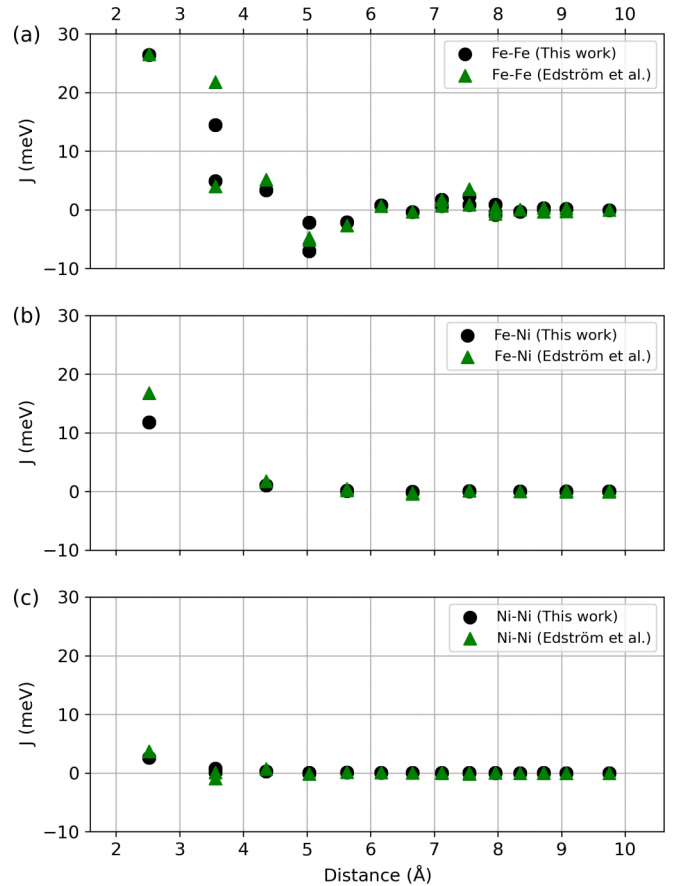 2 3 4 5 6 7 8 9 10
(a)
30
20
10
0
−10
J (meV)
Fe-Fe (This work)
Fe-Fe (Edström et al.)
(b)
30
20
10
0
−10
J (meV)
Fe-Ni (This work)
Fe-Ni (Edström et al.)
(c)
30
20
10
0
−10
J (meV)
Ni-Ni (This work)
Ni-Ni (Edström et al.)
2 3 4 5 6 7 8 9 10
Distance (Å)